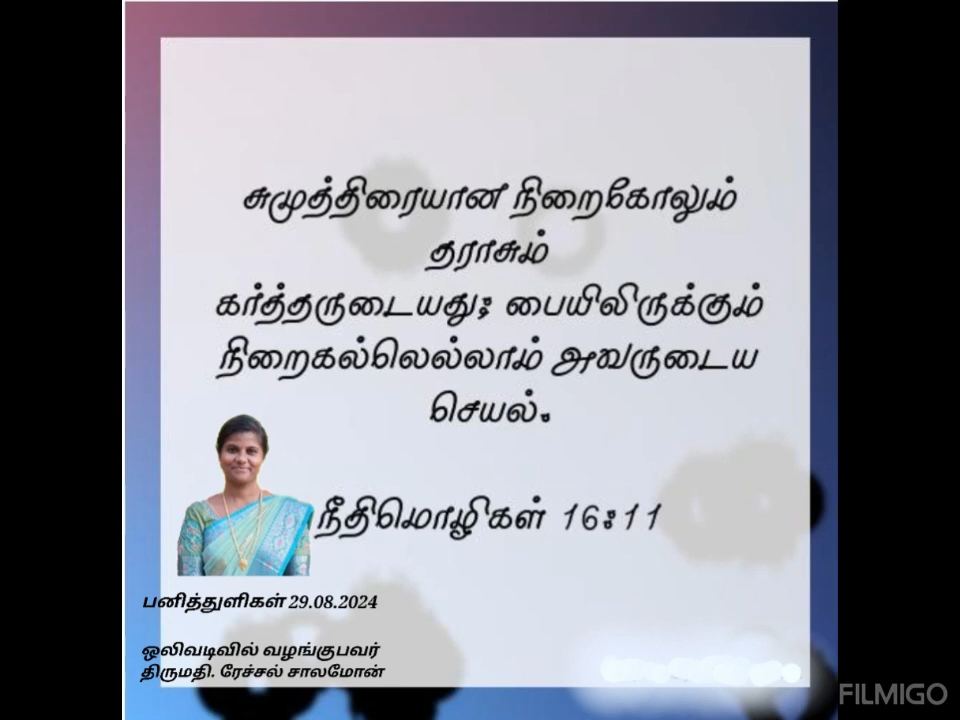 சுமுத்திரையான நிறைகோலும்
தராசும்
கர்த்தருடையது; பையிலிருக்கும்
நிறைகல்லெல்லாம் அவருடைய
செயல்.
நீதிமொழிகள் 16:11
பனித்துளிகள் 29.08.2024
ஒலிவடிவில் வழங்குபவர்
திருமதி. ரேச்சல் சாலமோன்
FILMIGO